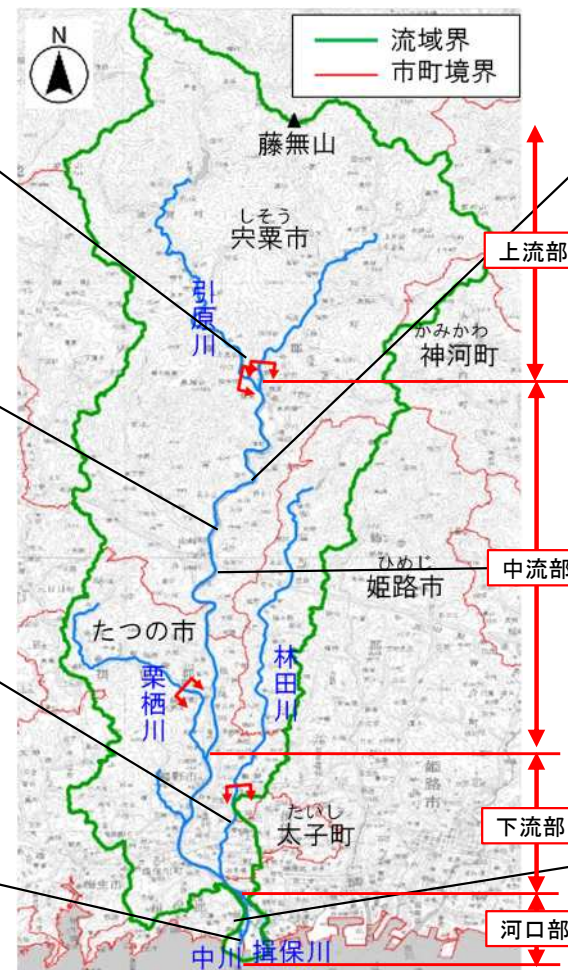 N
流域界
市町境界
藤無山
しそう
宍粟市
上流部
引原川
かみかわ
神河町
ひめじ
姫路市
中流部
たつの市
林田川
栗栖川
姫路市
下流部
たいし
太子町
河口部
中川
揖保川